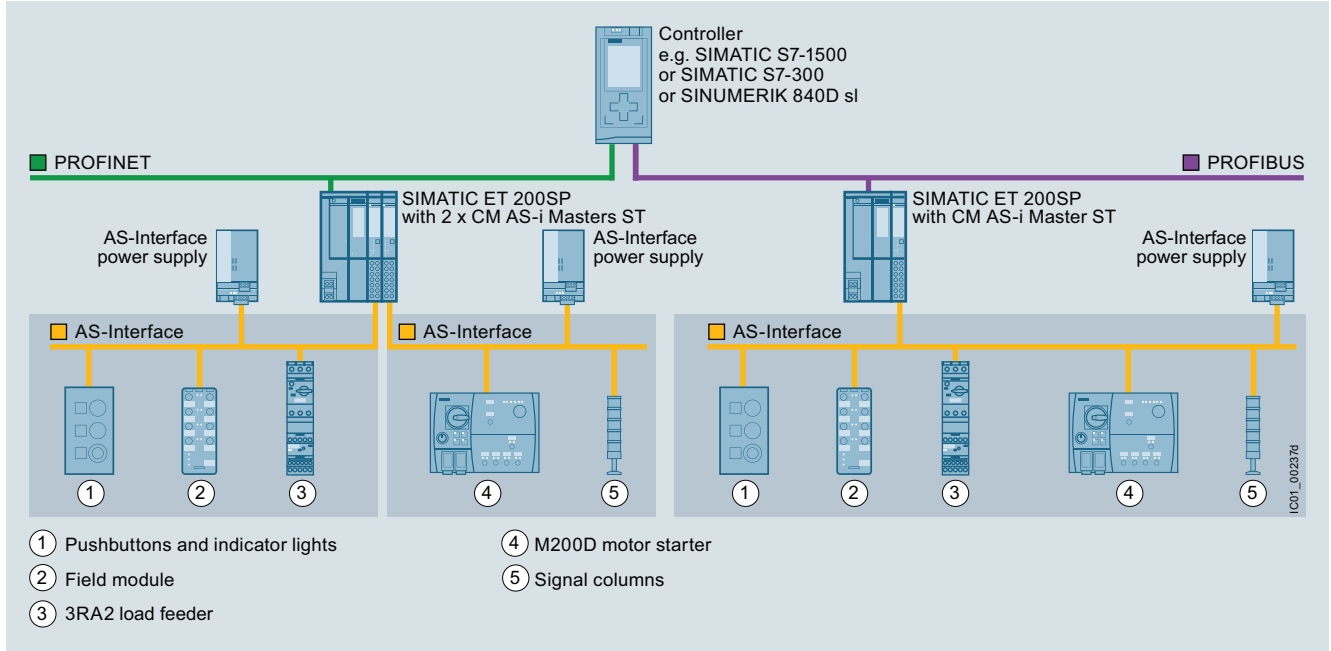 Controller
e.g. SIMATIC S7-1500
or SIMATIC S7-300
or SINUMERIK 840D sl
PROFINET
PROFIBUS
SIMATIC ET 200SP
with 2 x CM AS-i Masters ST
SIMATIC ET 200SP
with CM AS-i Master ST
AS-Interface
power supply
AS-Interface
power supply
AS-Interface
power supply
AS-Interface
AS-Interface
AS-Interface
1
2
3
4
5
1
2
3
4
5
IC01_00237d
1 Pushbuttons and indicator lights
2 Field module
3 3RA2 load feeder
4 M200D motor starter
5 Signal columns